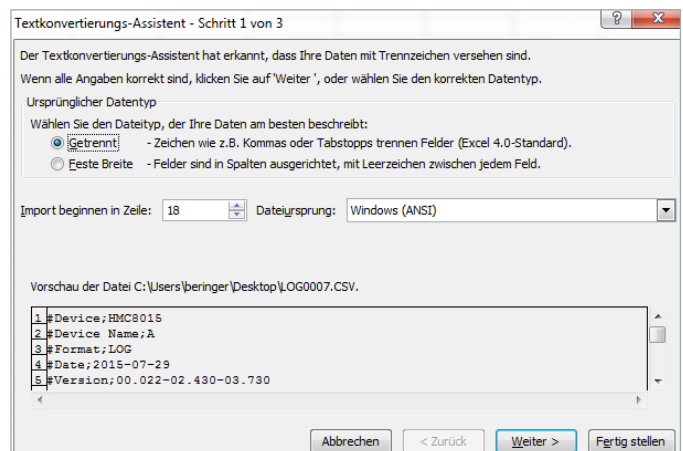 Textkonvertierungs-Assistent - Schritt 1 von 3
Der Textkonvertierungs-Assistent hat erkannt, dass Ihre Daten mit Trennzeichen versehen sind.
Wenn alle Angaben korrekt sind, klicken Sie auf 'Weiter ', oder wählen Sie den korrekten Datentyp.
Ursprünglicher Datentyp
Wählen Sie den Dateityp, der Ihre Daten am besten beschreibt:
Getrennt - Zeichen wie z.B. Kommas oder Tabstopps trennen Felder (Excel 4.0-Standard).
Feste Breite - Felder sind in Spalten ausgerichtet, mit Leerzeichen zwischen jedem Feld.
Import beginnen in Zeile: 18 Dateiursprung: Windows (ANSI)
Vorschau der Datei C:\Users\beringer\Desktop\LOG0007.CSV.
1 #Device;HMC8015
2 #Device Name;A
3 #Format;LOG
4 #Date;2015-07-29
5 #Version;00.022-02.430-03.730
Abbrechen < Zurück Weiter > Fertig stellen